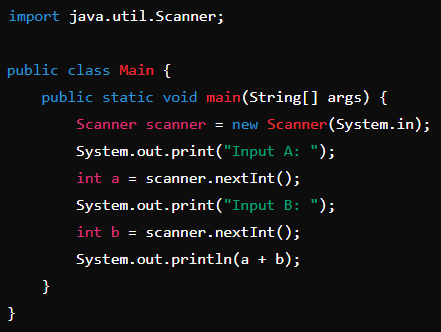 import java.util.Scanner;

public class Main {
    public static void main(String[] args) {
        Scanner scanner = new Scanner(System.in);
        System.out.print("Input A: ");
        int a = scanner.nextInt();
        System.out.print("Input B: ");
        int b = scanner.nextInt();
        System.out.println(a + b);
    }
}